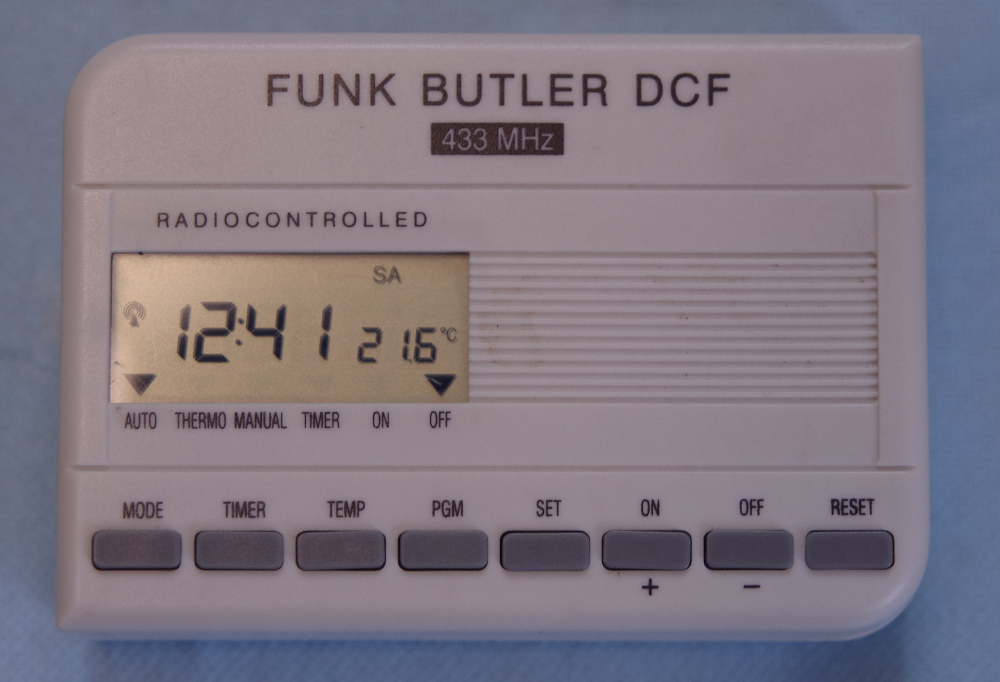 FUNK BUTLER DCF
433 MHz
RADIOCONTROLLED
SA
12:41 21.6°C
AUTO THERMO MANUAL TIMER ON OFF
MODE TIMER TEMP PGM SET ON OFF RESET
+ −